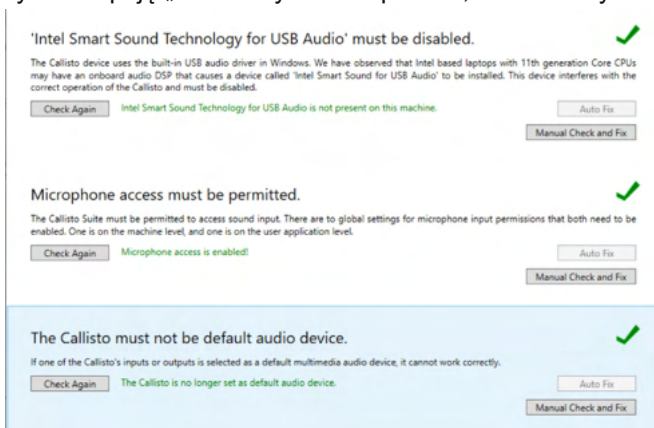 'Intel Smart Sound Technology for USB Audio' must be disabled.
The Callisto device uses the built-in USB audio driver in Windows. We have observed that Intel based laptops with 11th generation Core CPUs
may have an onboard audio DSP that causes a device called 'Intel Smart Sound for USB Audio' to be installed. This device interferes with the
correct operation of the Callisto and must be disabled.
Check Again Intel Smart Sound Technology for USB Audio is not present on this machine. Auto Fix
Manual Check and Fix
Microphone access must be permitted.
The Callisto Suite must be permitted to access sound input. There are to global settings for microphone input permissions that both need to be
enabled. One is on the machine level, and one is on the user application level.
Check Again Microphone access is enabled! Auto Fix
Manual Check and Fix
The Callisto must not be default audio device.
If one of the Callisto's inputs or outputs is selected as a default multimedia audio device, it cannot work correctly.
Check Again The Callisto is no longer set as default audio device. Auto Fix
Manual Check and Fix